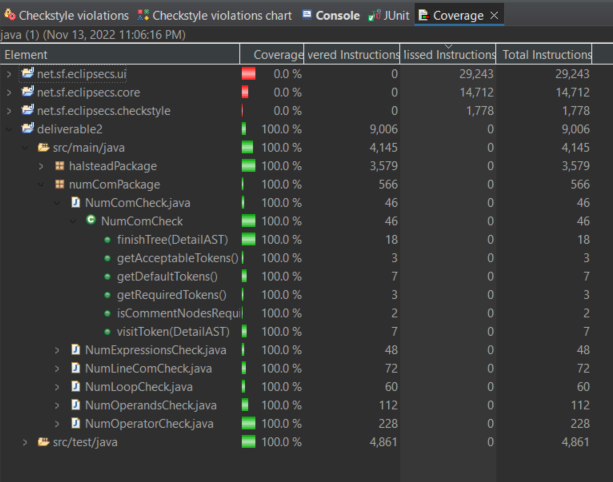 Checkstyle violations Checkstyle violations chart Console JUnit Coverage
java (1) (Nov 13, 2022 11:06:16 PM)
Element Coverage vered Instructions lissed Instructions Total Instructions
net.sf.eclipsecs.ui 0.0 % 0 29,243 29,243
net.sf.eclipsecs.core 0.0 % 0 14,712 14,712
net.sf.eclipsecs.checkstyle 0.0 % 0 1,778 1,778
deliverable2 100.0 % 9,006 0 9,006
src/main/java 100.0 % 4,145 0 4,145
halsteadPackage 100.0 % 3,579 0 3,579
numComPackage 100.0 % 566 0 566
NumComCheck.java 100.0 % 46 0 46
NumComCheck 100.0 % 46 0 46
finishTree(DetailAST) 100.0 % 18 0 18
getAcceptableTokens() 100.0 % 3 0 3
getDefaultTokens() 100.0 % 7 0 7
getRequiredTokens() 100.0 % 3 0 3
isCommentNodesRequi 100.0 % 2 0 2
visitToken(DetailAST) 100.0 % 7 0 7
NumExpressionsCheck.java 100.0 % 48 0 48
NumLineComCheck.java 100.0 % 72 0 72
NumLoopCheck.java 100.0 % 60 0 60
NumOperandsCheck.java 100.0 % 112 0 112
NumOperatorCheck.java 100.0 % 228 0 228
src/test/java 100.0 % 4,861 0 4,861